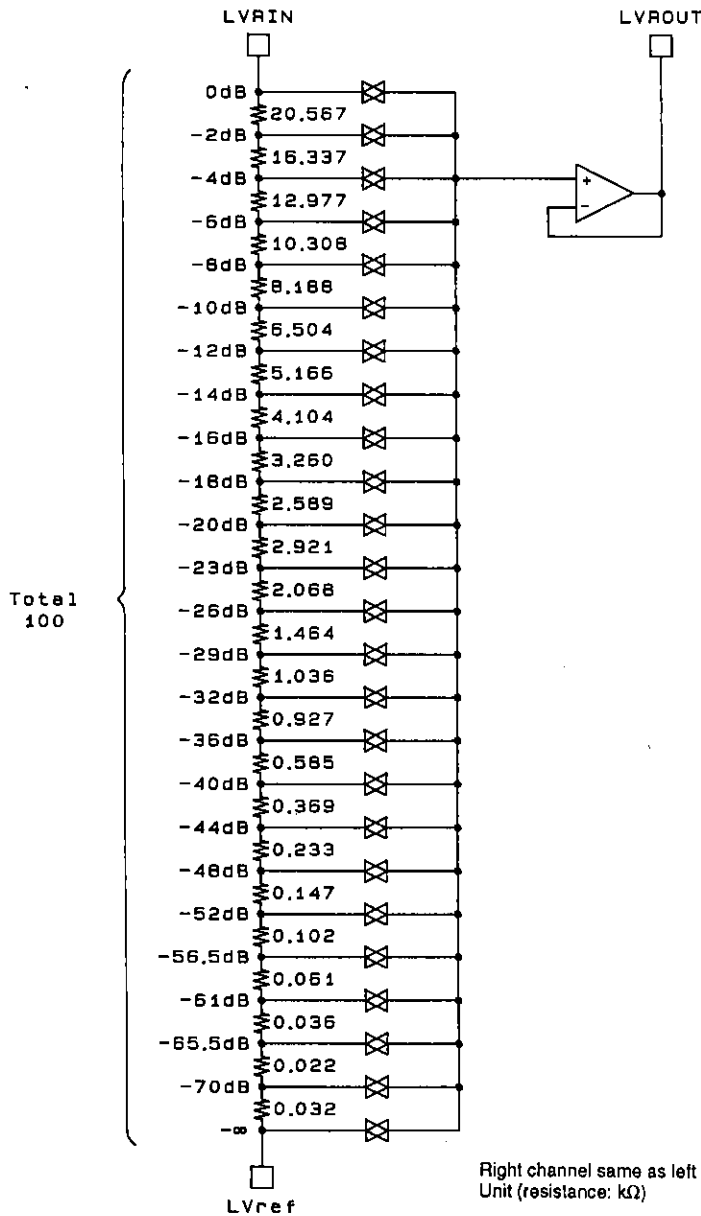 LVRIN
LVROUT
0dB
20.567
-2dB
16.337
-4dB
12.977
-6dB
10.308
-8dB
8.188
-10dB
6.504
-12dB
5.166
-14dB
4.104
-16dB
3.260
-18dB
2.589
-20dB
2.921
-23dB
2.068
-26dB
1.464
-29dB
1.036
-32dB
0.927
-36dB
0.585
-40dB
0.369
-44dB
0.233
-48dB
0.147
-52dB
0.102
-56.5dB
0.061
-61dB
0.036
-65.5dB
0.022
-70dB
0.032
-∞
Total
100
+
-
LVref
Right channel same as left
Unit (resistance: kΩ)